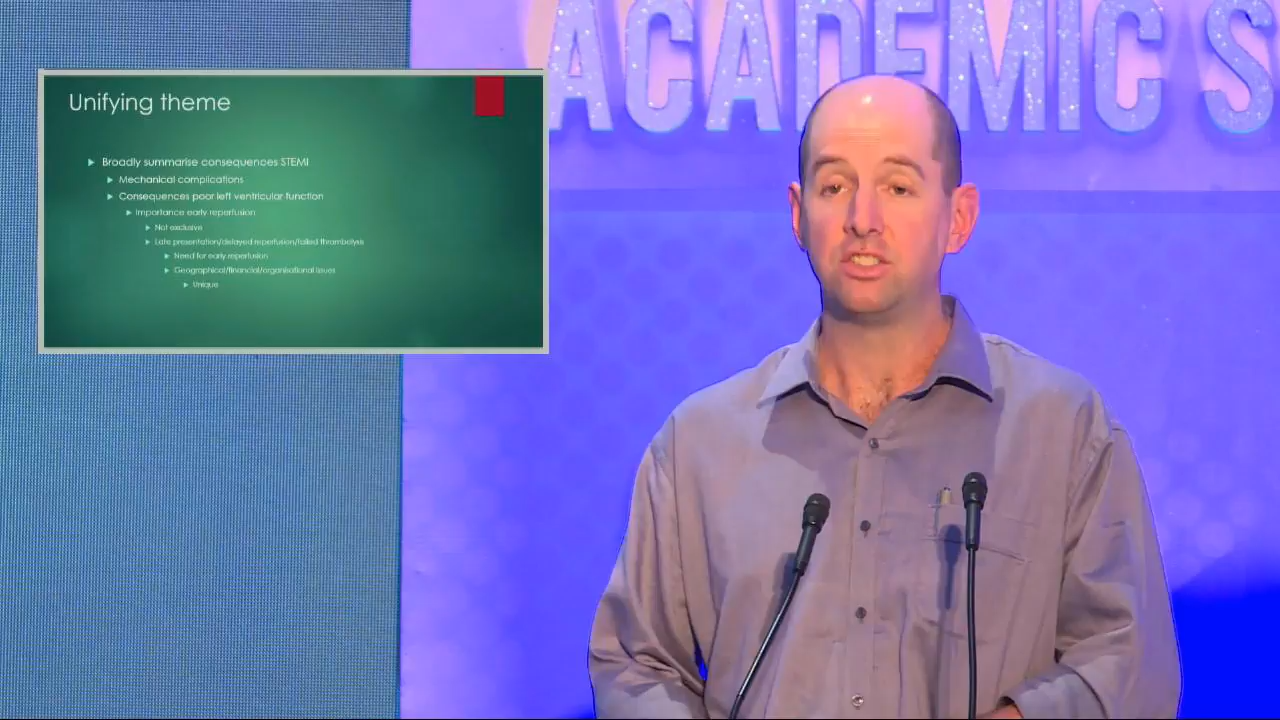 ACADEMIC S
Unifying theme
Broadly summarise consequences STEMI
Mechanical complications
Consequences poor left ventricular function
Importance early reperfusion
Not exclusive
Late presentation/delayed reperfusion/failed thrombolysis
Need for early reperfusion
Geographical/financial/organisational issues
Unique